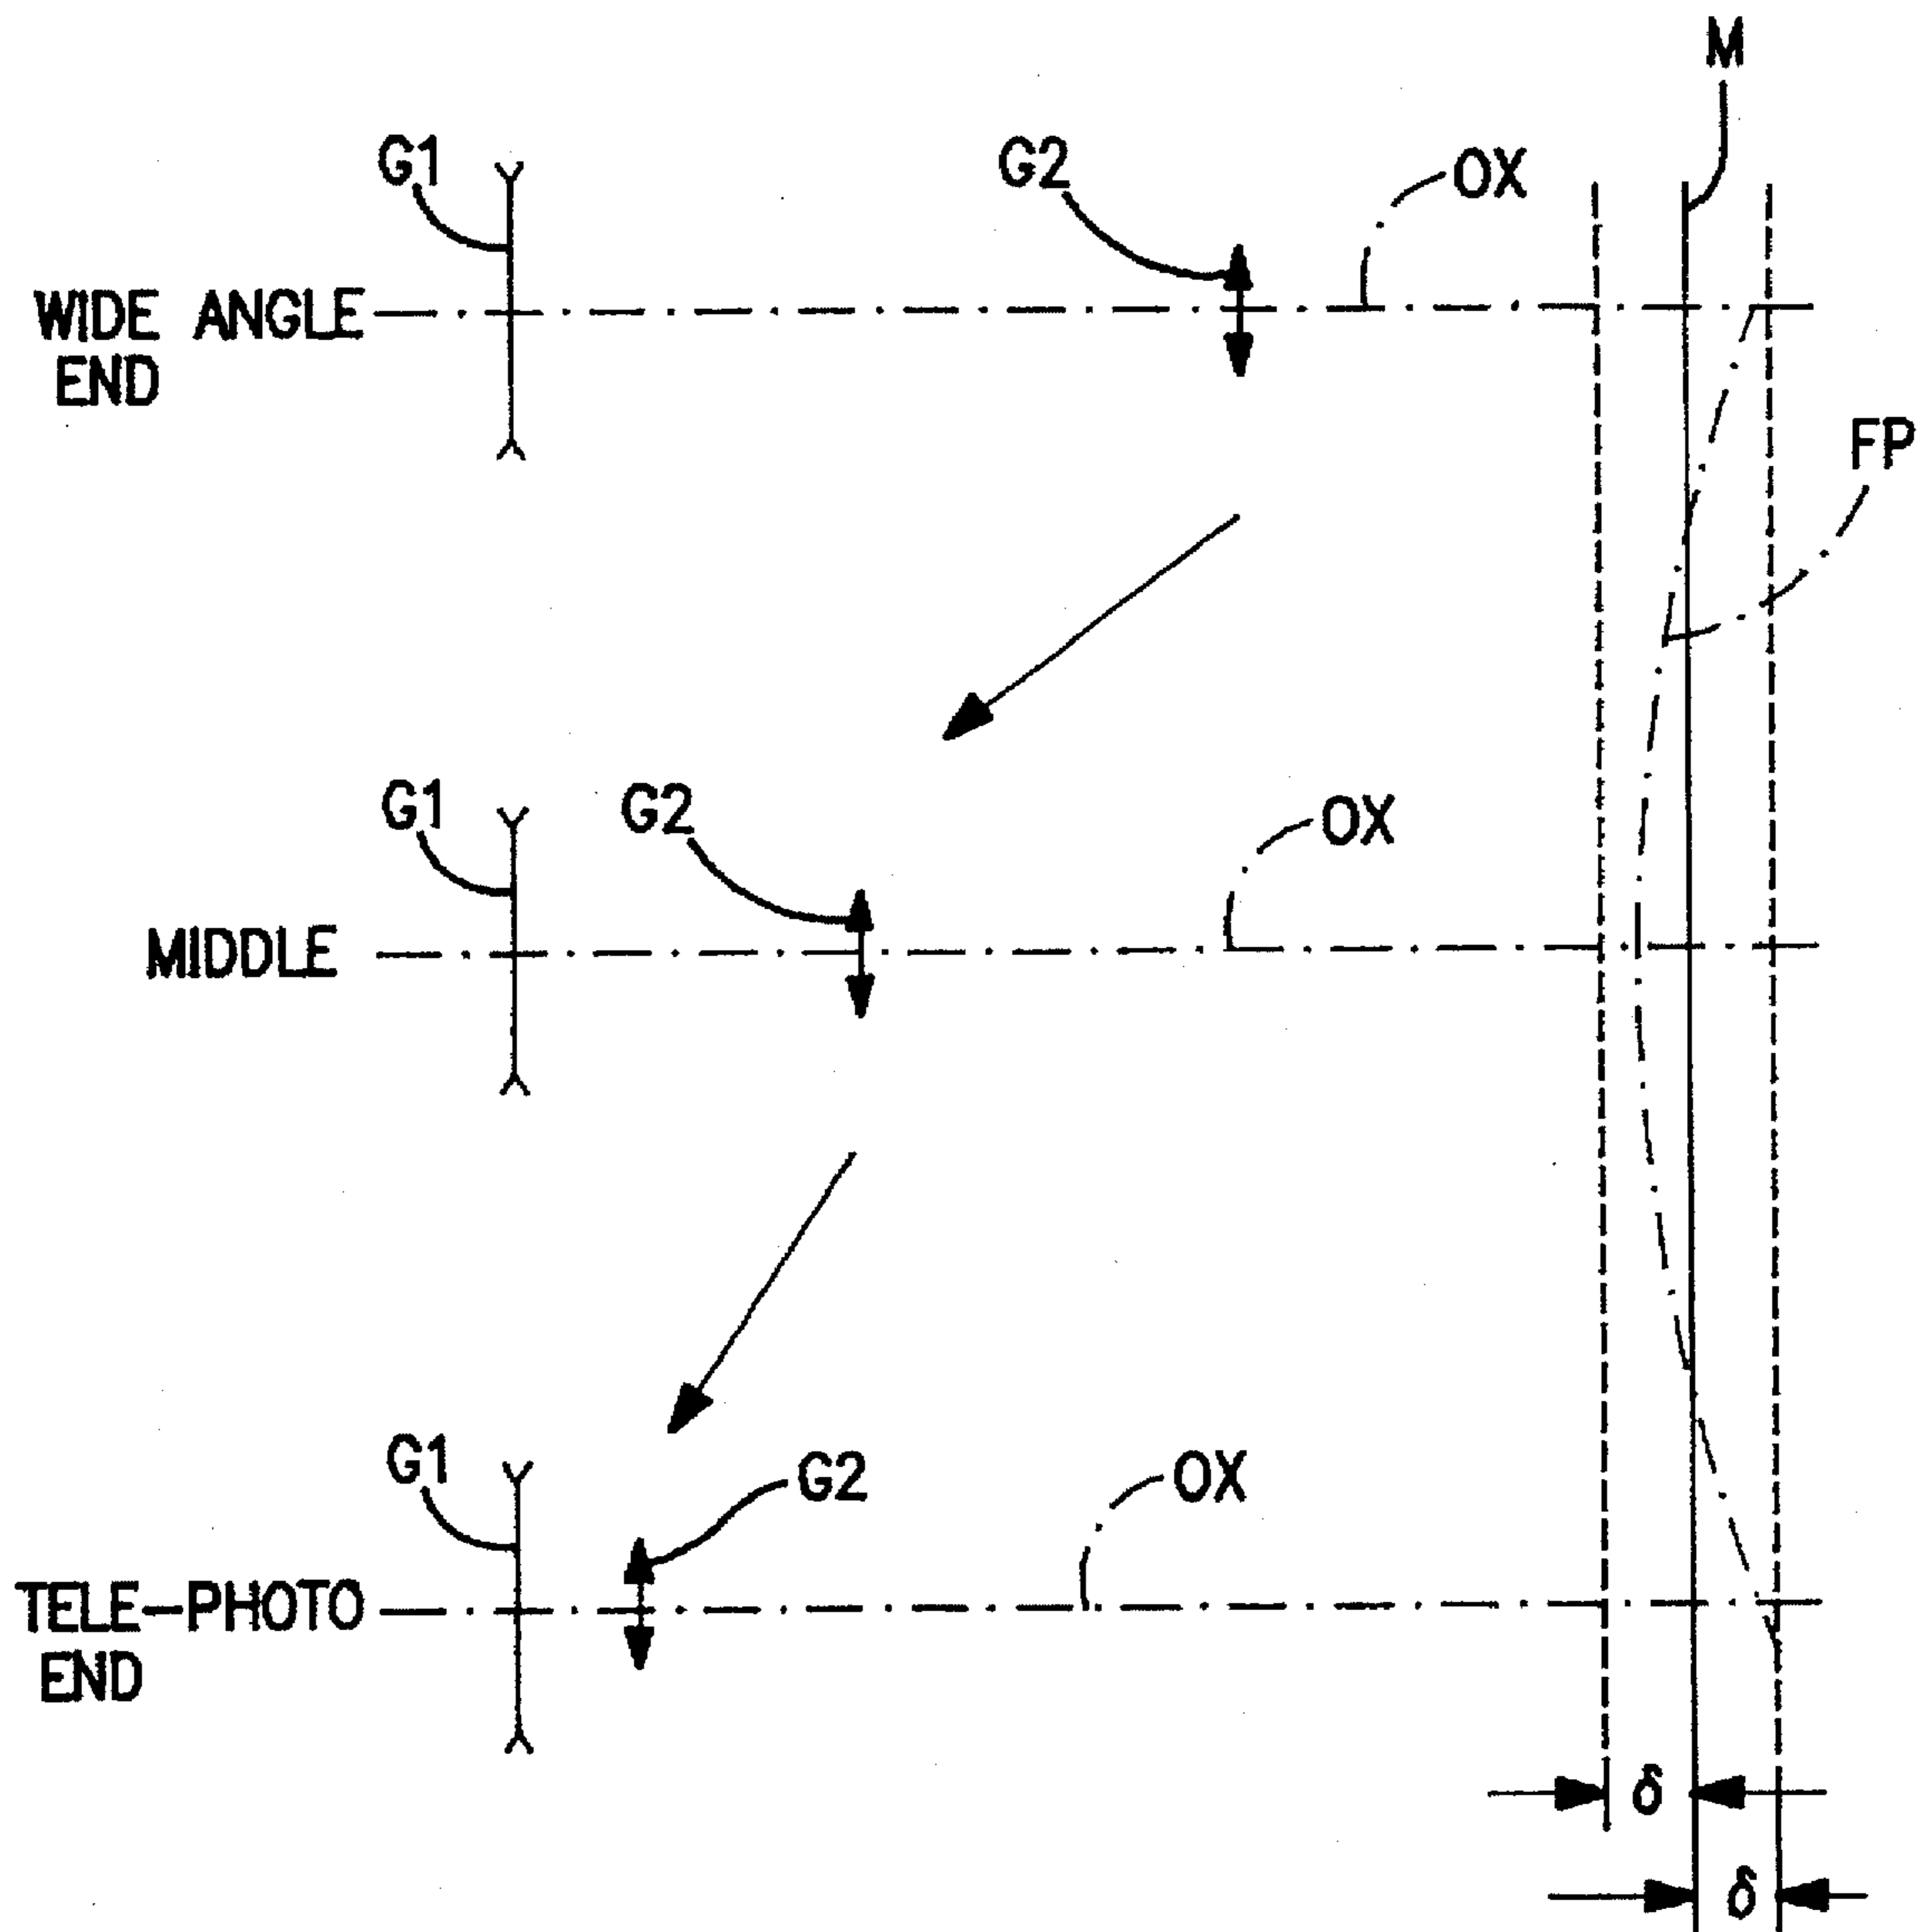 M
G1
G2
OX
WIDE ANGLE
END
FP
G1
G2
OX
MIDDLE
G1
G2
OX
TELE-PHOTO
END
δ
δ